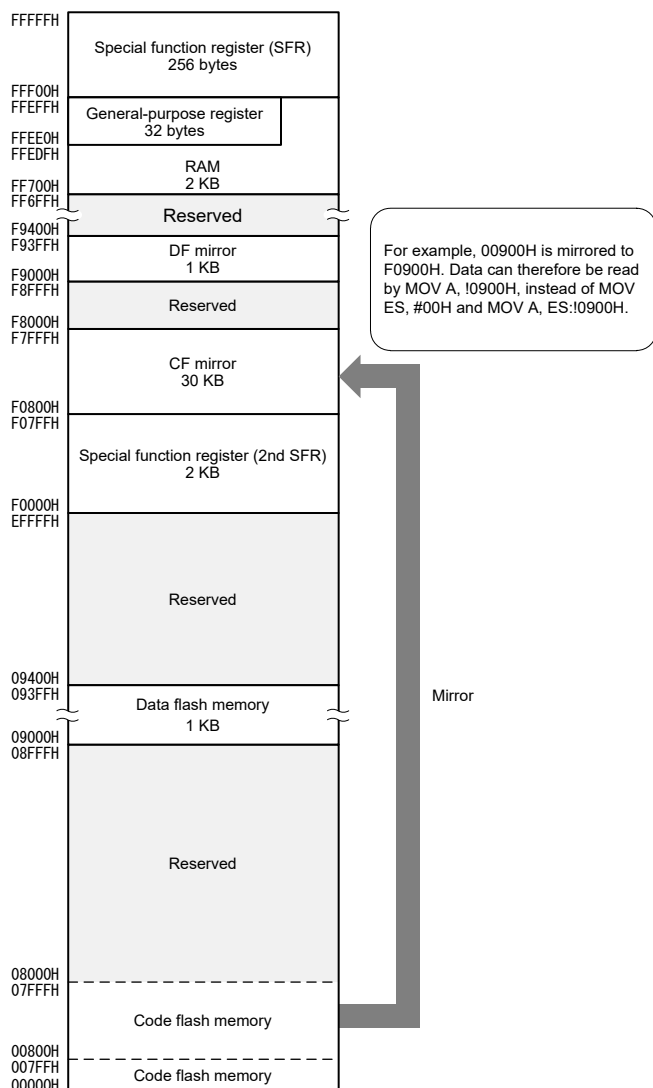 FFFFFH
Special function register (SFR)
256 bytes
FFF00H
FFEFFH
General-purpose register
32 bytes
FFEE0H
FFEDFH
RAM
2 KB
FF700H
FF6FFH
Reserved
F9400H
F93FFH
DF mirror
1 KB
F9000H
F8FFFH
Reserved
F8000H
F7FFFH
CF mirror
30 KB
F0800H
F07FFH
Special function register (2nd SFR)
2 KB
F0000H
EFFFFH
Reserved
09400H
093FFH
Data flash memory
1 KB
09000H
08FFFH
Reserved
08000H
07FFFH
Code flash memory
00800H
007FFH
Code flash memory
00000H
For example, 00900H is mirrored to
F0900H. Data can therefore be read
by MOV A, !0900H, instead of MOV
ES, #00H and MOV A, ES:!0900H.
Mirror